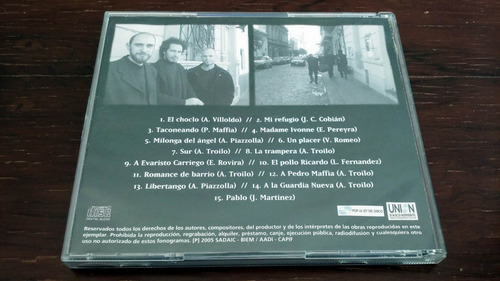 1. El choclo (A. Villoldo) // 2. Mi refugio (J. C. Cobián)
3. Taconeando (P. Maffia) // 4. Madame Ivonne (E. Pereyra)
5. Milonga del ángel (A. Piazzolla) // 6. Un placer (V. Romeo)
7. Sur (A. Troilo) // 8. La trampera (A. Troilo)
9. A Evaristo Carriego (E. Rovira) // 10. El pollo Ricardo (L. Fernandez)
11. Romance de barrio (A. Troilo) // 12. A Pedro Maffia (A. Troilo)
13. Libertango (A. Piazzolla) // 14. A la Guardia Nueva (A. Troilo)
15. Pablo (J. Martinez)
DIGITAL AUDIO
UNION
Reservados todos los derechos de los autores, compositores, del productor y de los intérpretes de las obras reproducidas en este
ejemplar. Prohibida la regrabación, alquiler, préstamo, canje, ejecución pública, radiodifusión y cualesquiera otro
uso no autorizado de estos fonogramas. [P] 2005 SADAIC - BIEM / AADI - CAPIF